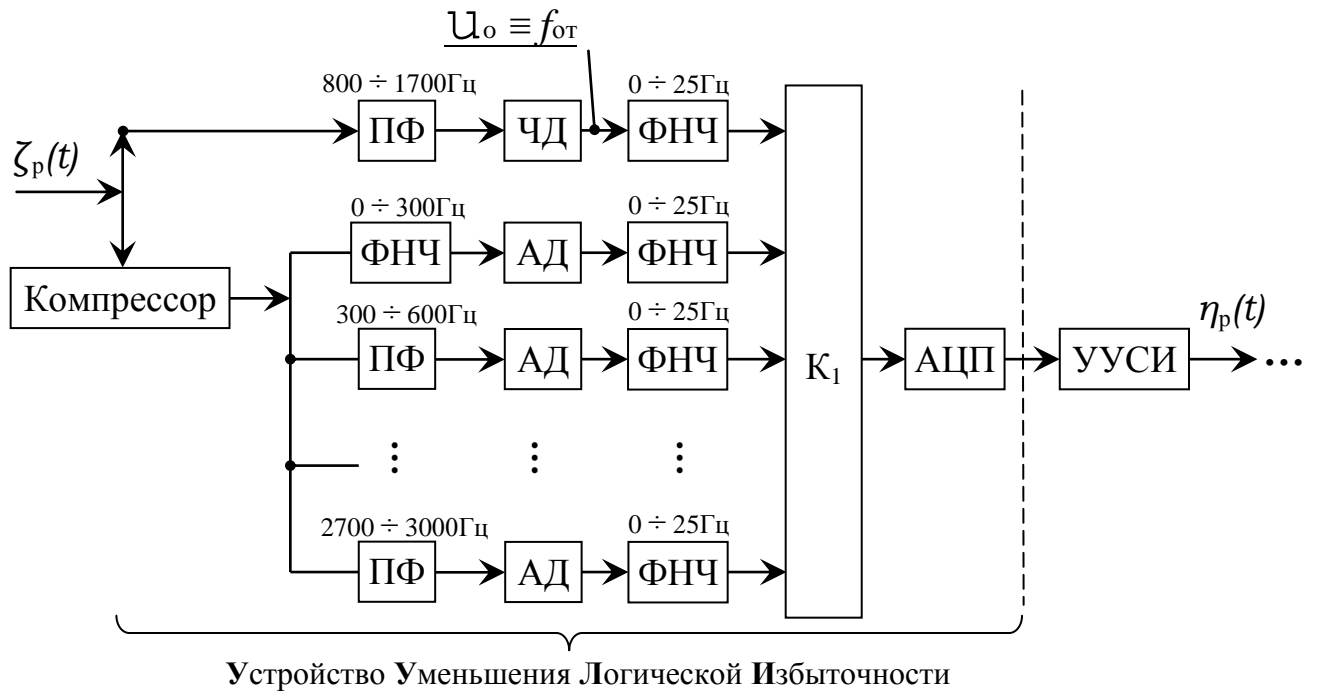 Uо ≡ fот
800 ÷ 1700Гц
0 ÷ 25Гц
ПФ
ЧД
ФНЧ
ζр(t)
0 ÷ 300Гц
0 ÷ 25Гц
ФНЧ
АД
ФНЧ
Компрессор
300 ÷ 600Гц
0 ÷ 25Гц
ηр(t)
ПФ
АД
ФНЧ
К1
АЦП
УУСИ
...
⋮ ⋮ ⋮
2700 ÷ 3000Гц
0 ÷ 25Гц
ПФ
АД
ФНЧ
Устройство Уменьшения Логической Избыточности